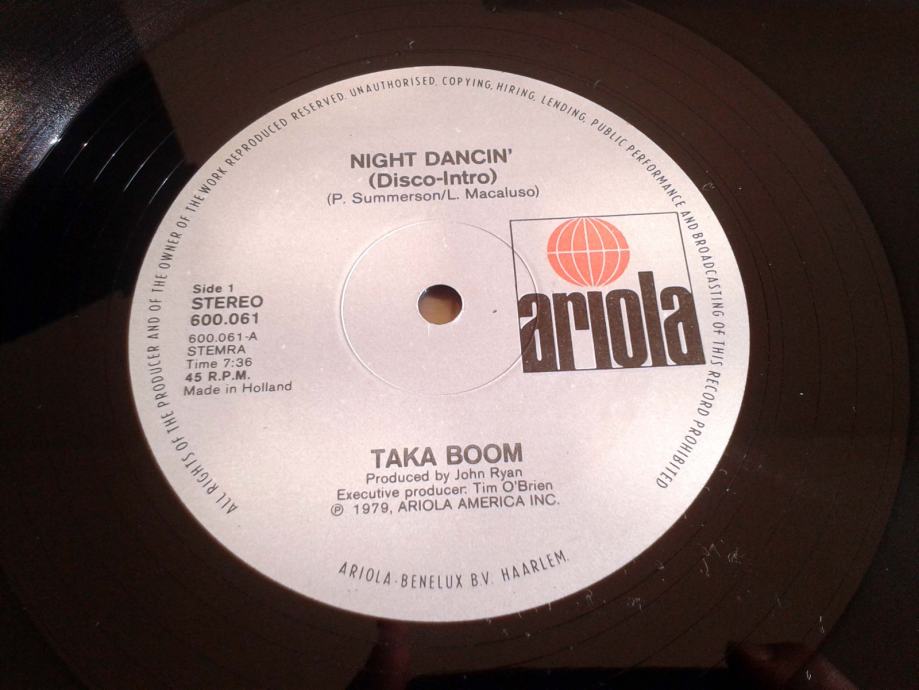 ALL RIGHTS OF THE PRODUCER AND OF THE OWNER OF THEWORK REPRODUCED RESERVED. UNAUTHORISED, COPYING, HIRING, LENDING, PUBLIC PERFORMANCE AND BROADCASTING OF THIS RECORD PROHIBITED
NIGHT DANCIN'
(Disco-Intro)
(P. Summerson/L. Macaluso)
ariola
Side 1
STEREO
600.061
600.061-A
STEMRA
Time 7:36
45 R.P.M.
Made in Holland
TAKA BOOM
Produced by John Ryan
Executive producer: Tim O'Brien
℗ 1979, ARIOLA AMERICA INC.
ARIOLA-BENELUX B.V. HAARLEM.